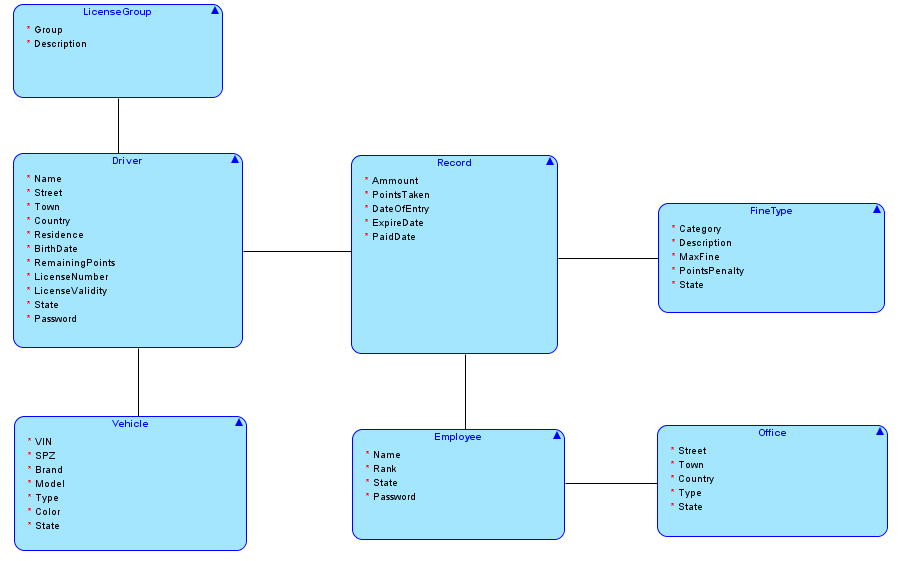 LicenseGroup
* Group
* Description
Driver
* Name
* Street
* Town
* Country
* Residence
* BirthDate
* RemainingPoints
* LicenseNumber
* LicenseValidity
* State
* Password
Record
* Ammount
* PointsTaken
* DateOfEntry
* ExpireDate
* PaidDate
FineType
* Category
* Description
* MaxFine
* PointsPenalty
* State
Vehicle
* VIN
* SPZ
* Brand
* Model
* Type
* Color
* State
Employee
* Name
* Rank
* State
* Password
Office
* Street
* Town
* Country
* Type
* State